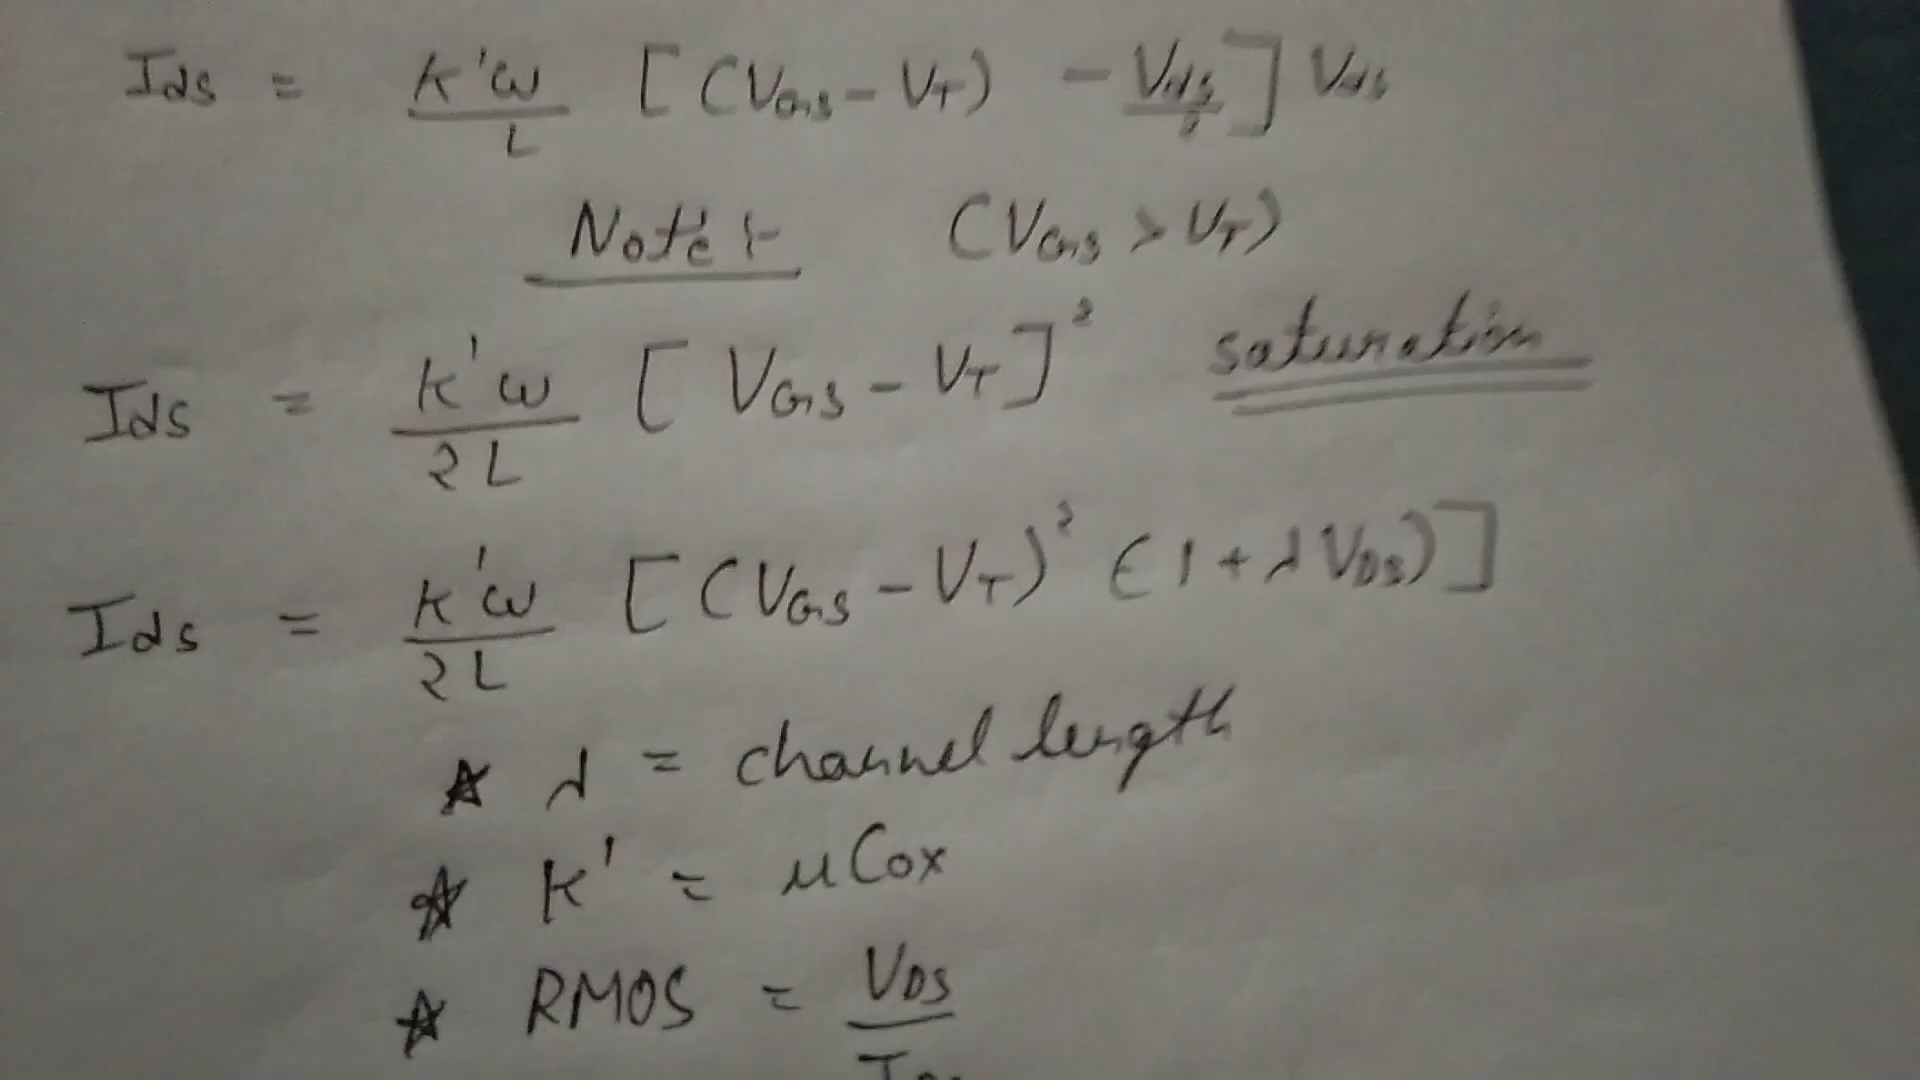 Ids = K'ω/L [(VGS - VT) - Vds/2] Vds
Note :- (VGS > VT)
Ids = K'ω/2L [VGS - VT]² saturation
Ids = K'ω/2L [(VGS - VT)² (1 + λ VDS)]
☆ λ = channel length
☆ K' = μCox
☆ RMOS = VDS/